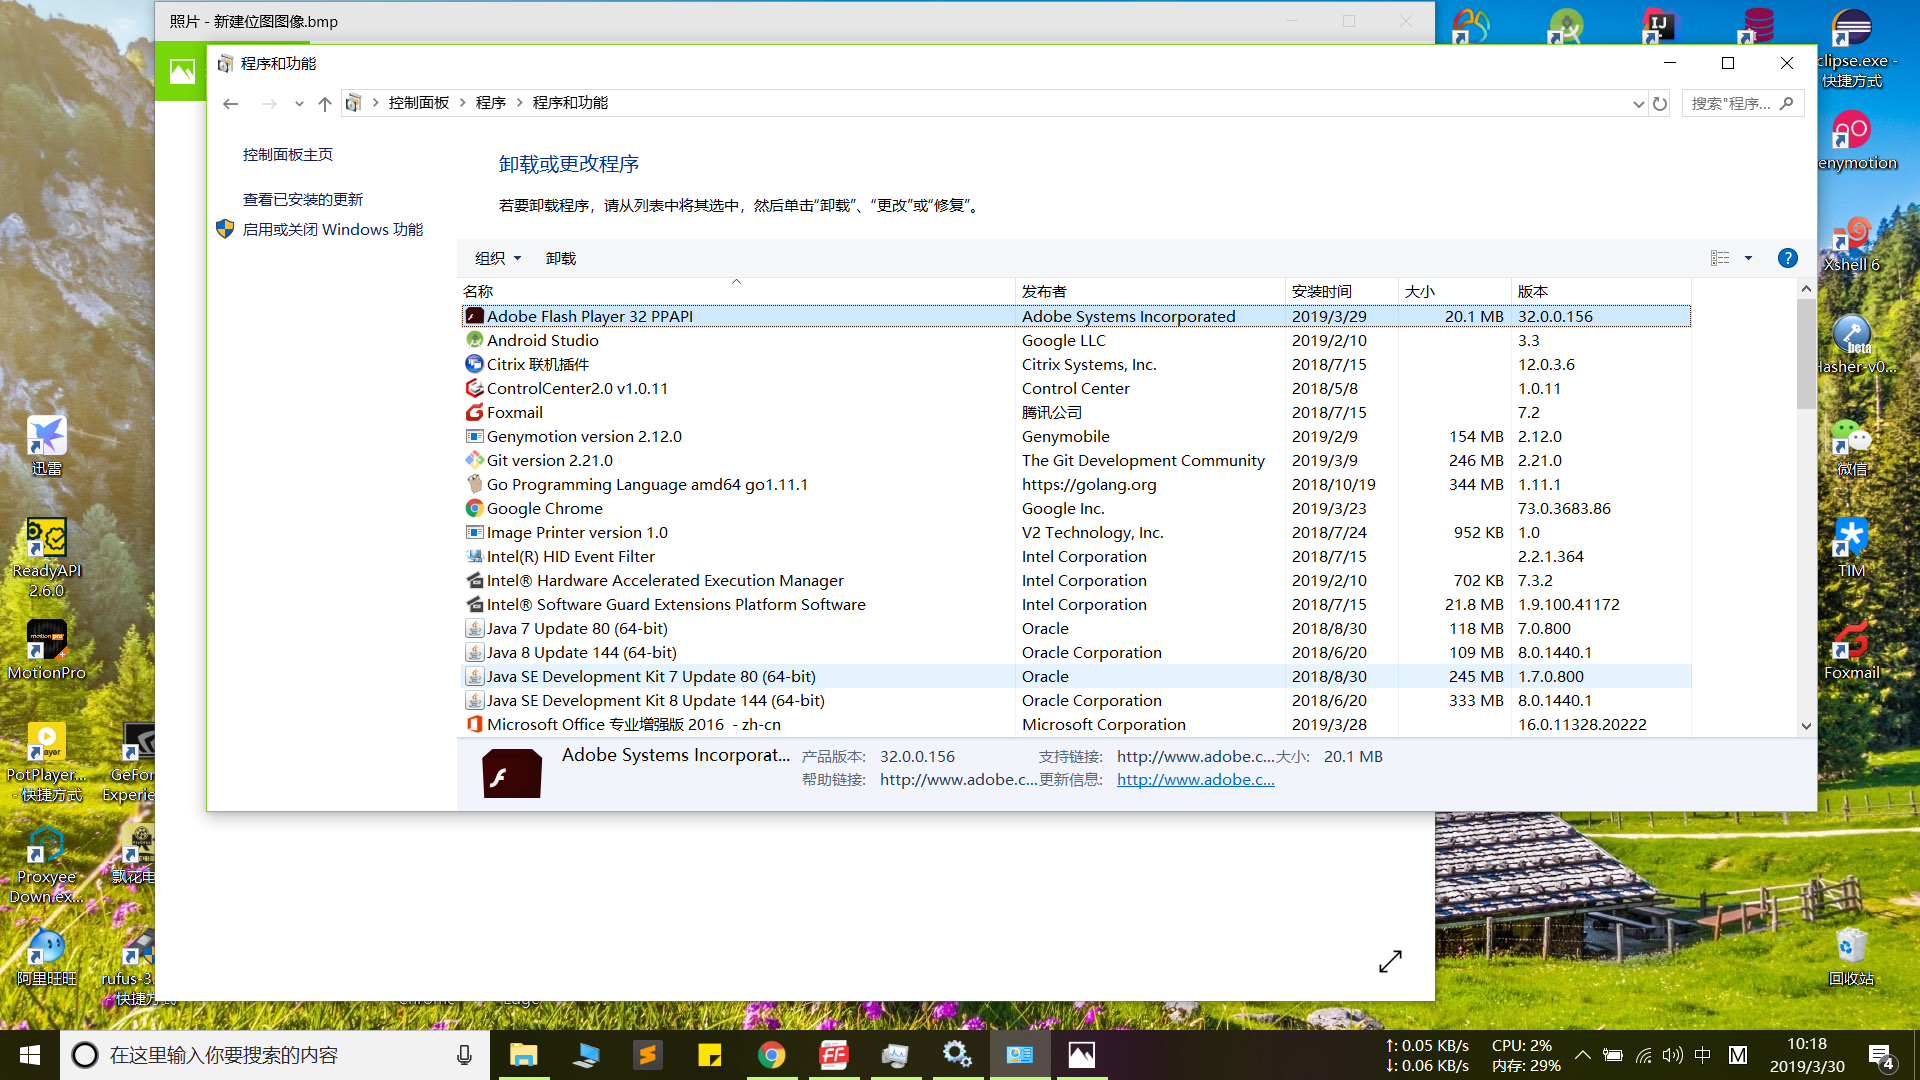 照片 - 新建位图图像.bmp
程序和功能
控制面板 程序 程序和功能
搜索"程序...
控制面板主页
查看已安装的更新
启用或关闭 Windows 功能
卸载或更改程序
若要卸载程序，请从列表中将其选中，然后单击“卸载”、“更改”或“修复”。
组织 卸载
名称 发布者 安装时间 大小 版本
Adobe Flash Player 32 PPAPI Adobe Systems Incorporated 2019/3/29 20.1 MB 32.0.0.156
Android Studio Google LLC 2019/2/10 3.3
Citrix 联机插件 Citrix Systems, Inc. 2018/7/15 12.0.3.6
ControlCenter2.0 v1.0.11 Control Center 2018/5/8 1.0.11
Foxmail 腾讯公司 2018/7/15 7.2
Genymotion version 2.12.0 Genymobile 2019/2/9 154 MB 2.12.0
Git version 2.21.0 The Git Development Community 2019/3/9 246 MB 2.21.0
Go Programming Language amd64 go1.11.1 https://golang.org 2018/10/19 344 MB 1.11.1
Google Chrome Google Inc. 2019/3/23 73.0.3683.86
Image Printer version 1.0 V2 Technology, Inc. 2018/7/24 952 KB 1.0
Intel(R) HID Event Filter Intel Corporation 2018/7/15 2.2.1.364
Intel® Hardware Accelerated Execution Manager Intel Corporation 2019/2/10 702 KB 7.3.2
Intel® Software Guard Extensions Platform Software Intel Corporation 2018/7/15 21.8 MB 1.9.100.41172
Java 7 Update 80 (64-bit) Oracle 2018/8/30 118 MB 7.0.800
Java 8 Update 144 (64-bit) Oracle Corporation 2018/6/20 109 MB 8.0.1440.1
Java SE Development Kit 7 Update 80 (64-bit) Oracle 2018/8/30 245 MB 1.7.0.800
Java SE Development Kit 8 Update 144 (64-bit) Oracle Corporation 2018/6/20 333 MB 8.0.1440.1
Microsoft Office 专业增强版 2016 - zh-cn Microsoft Corporation 2019/3/28 16.0.11328.20222
Adobe Systems Incorporat... 产品版本: 32.0.0.156 支持链接: http://www.adobe.c... 大小: 20.1 MB
帮助链接: http://www.adobe.c... 更新信息: http://www.adobe.c...
迅雷
ReadyAPI
2.6.0
MotionPro
PotPlayer...
- 快捷方式
GeFor
Experie
Proxyee
Down.ex...
飘花电
阿里旺旺
rufus-3
快捷方式
clipse.exe -
快捷方式
enymotion
Xshell 6
beta
Hasher-v0...
微信
TIM
Foxmail
回收站
在这里输入你要搜索的内容
↑: 0.05 KB/s CPU: 2%
↓: 0.06 KB/s 内存: 29%
中
M
10:18
2019/3/30
4